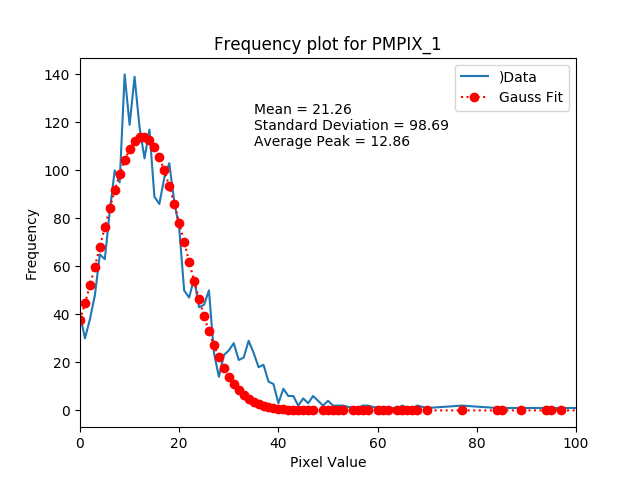 Frequency plot for PMPIX_1
)Data
Gauss Fit
Mean = 21.26
Standard Deviation = 98.69
Average Peak = 12.86
Frequency
140
120
100
80
60
40
20
0
0 20 40 60 80 100
Pixel Value